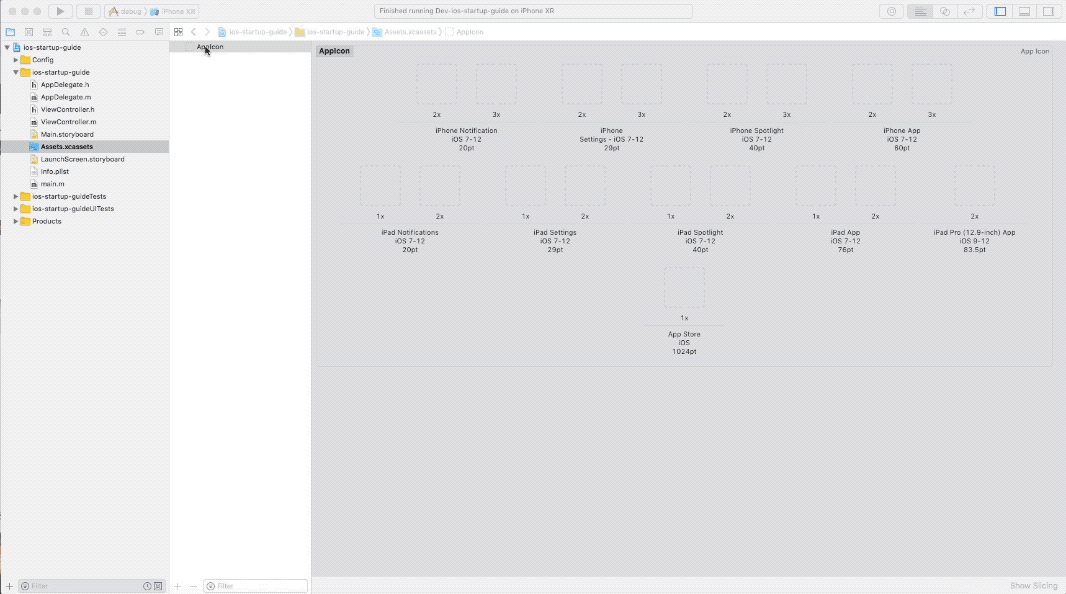 debug
iPhone XR
Finished running Dev-ios-startup-guide on iPhone XR
ios-startup-guide
ios-startup-guide
Assets.xcassets
AppIcon
ios-startup-guide
Config
ios-startup-guide
AppDelegate.h
AppDelegate.m
ViewController.h
ViewController.m
Main.storyboard
Assets.xcassets
LaunchScreen.storyboard
Info.plist
main.m
ios-startup-guideTests
ios-startup-guideUITests
Products
Filter
AppIcon
Filter
AppIcon
App Icon
2x 3x 2x 3x 2x 3x 2x 3x
iPhone Notification
iOS 7-12
20pt
iPhone
Settings - iOS 7-12
29pt
iPhone Spotlight
iOS 7-12
40pt
iPhone App
iOS 7-12
60pt
1x 2x 1x 2x 1x 2x 1x 2x 2x
iPad Notifications
iOS 7-12
20pt
iPad Settings
iOS 7-12
29pt
iPad Spotlight
iOS 7-12
40pt
iPad App
iOS 7-12
76pt
iPad Pro (12.9-inch) App
iOS 9-12
83.5pt
1x
App Store
iOS
1024pt
Show Slicing